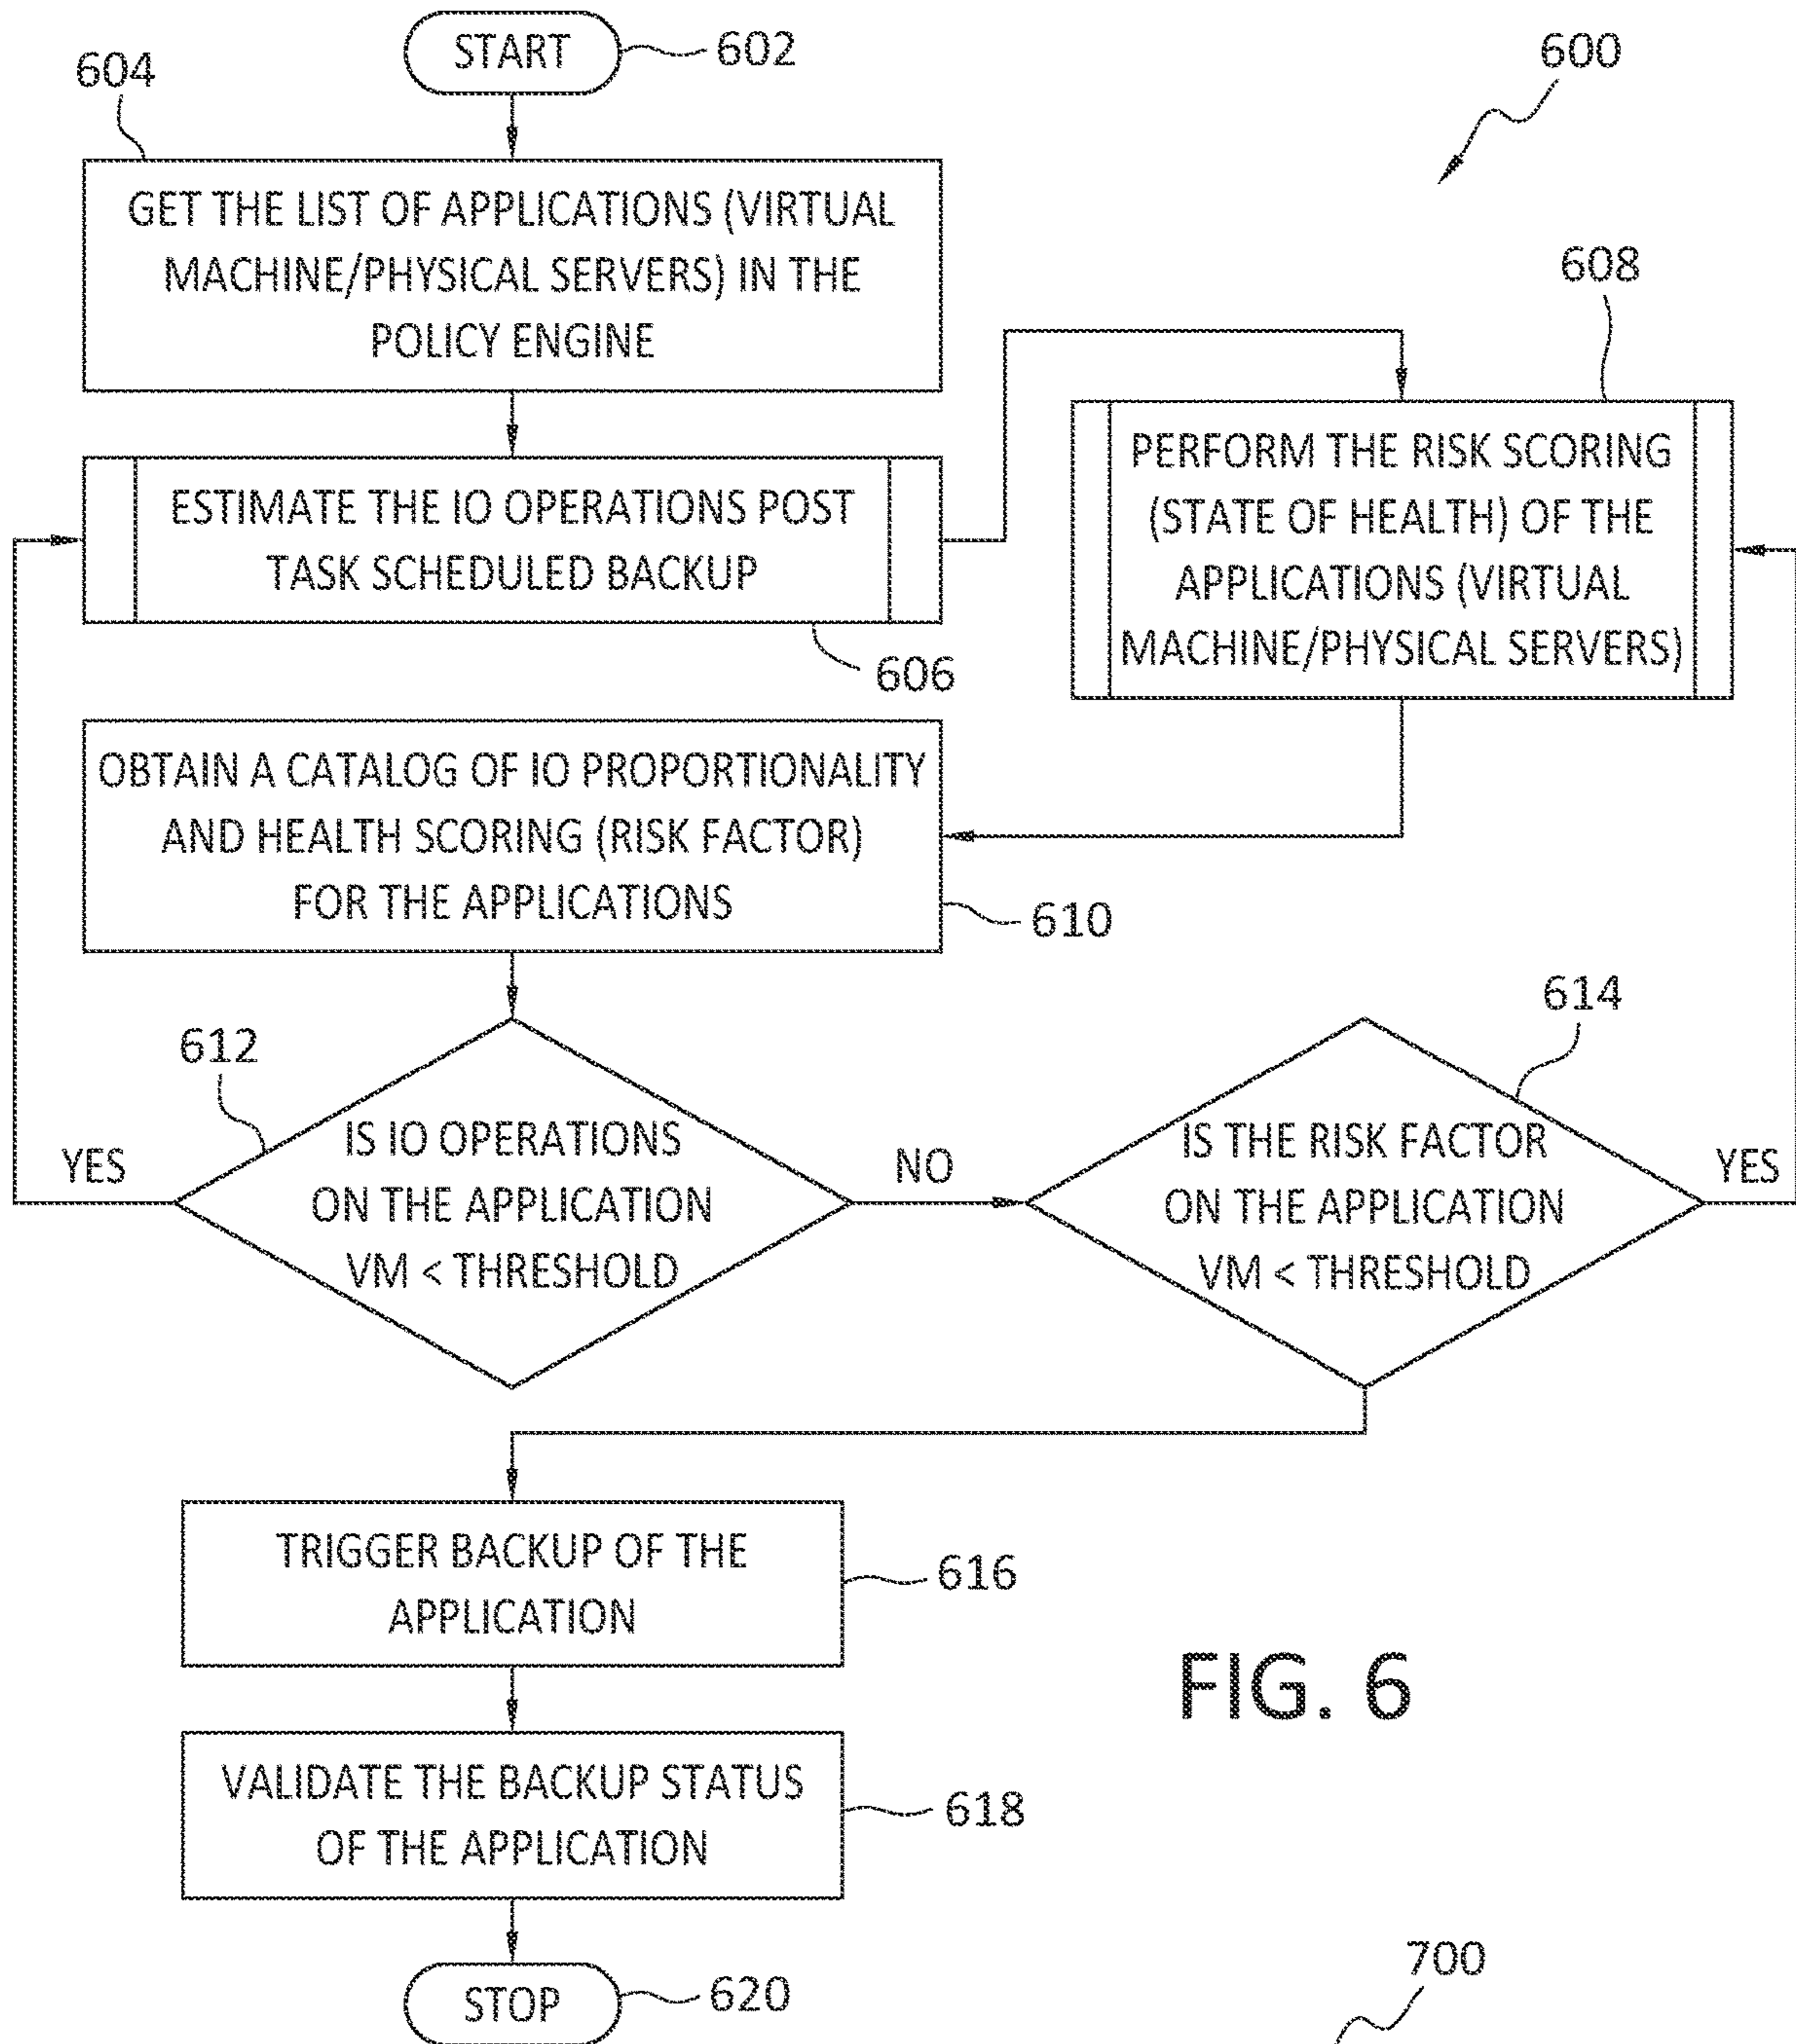 START
602
600
604
GET THE LIST OF APPLICATIONS (VIRTUAL
MACHINE/PHYSICAL SERVERS) IN THE
POLICY ENGINE
608
ESTIMATE THE IO OPERATIONS POST
TASK SCHEDULED BACKUP
606
PERFORM THE RISK SCORING
(STATE OF HEALTH) OF THE
APPLICATIONS (VIRTUAL
MACHINE/PHYSICAL SERVERS)
OBTAIN A CATALOG OF IO PROPORTIONALITY
AND HEALTH SCORING (RISK FACTOR)
FOR THE APPLICATIONS
610
612
YES
IS IO OPERATIONS
ON THE APPLICATION
VM < THRESHOLD
NO
614
IS THE RISK FACTOR
ON THE APPLICATION
VM < THRESHOLD
YES
TRIGGER BACKUP OF THE
APPLICATION
616
FIG. 6
VALIDATE THE BACKUP STATUS
OF THE APPLICATION
618
STOP
620
700